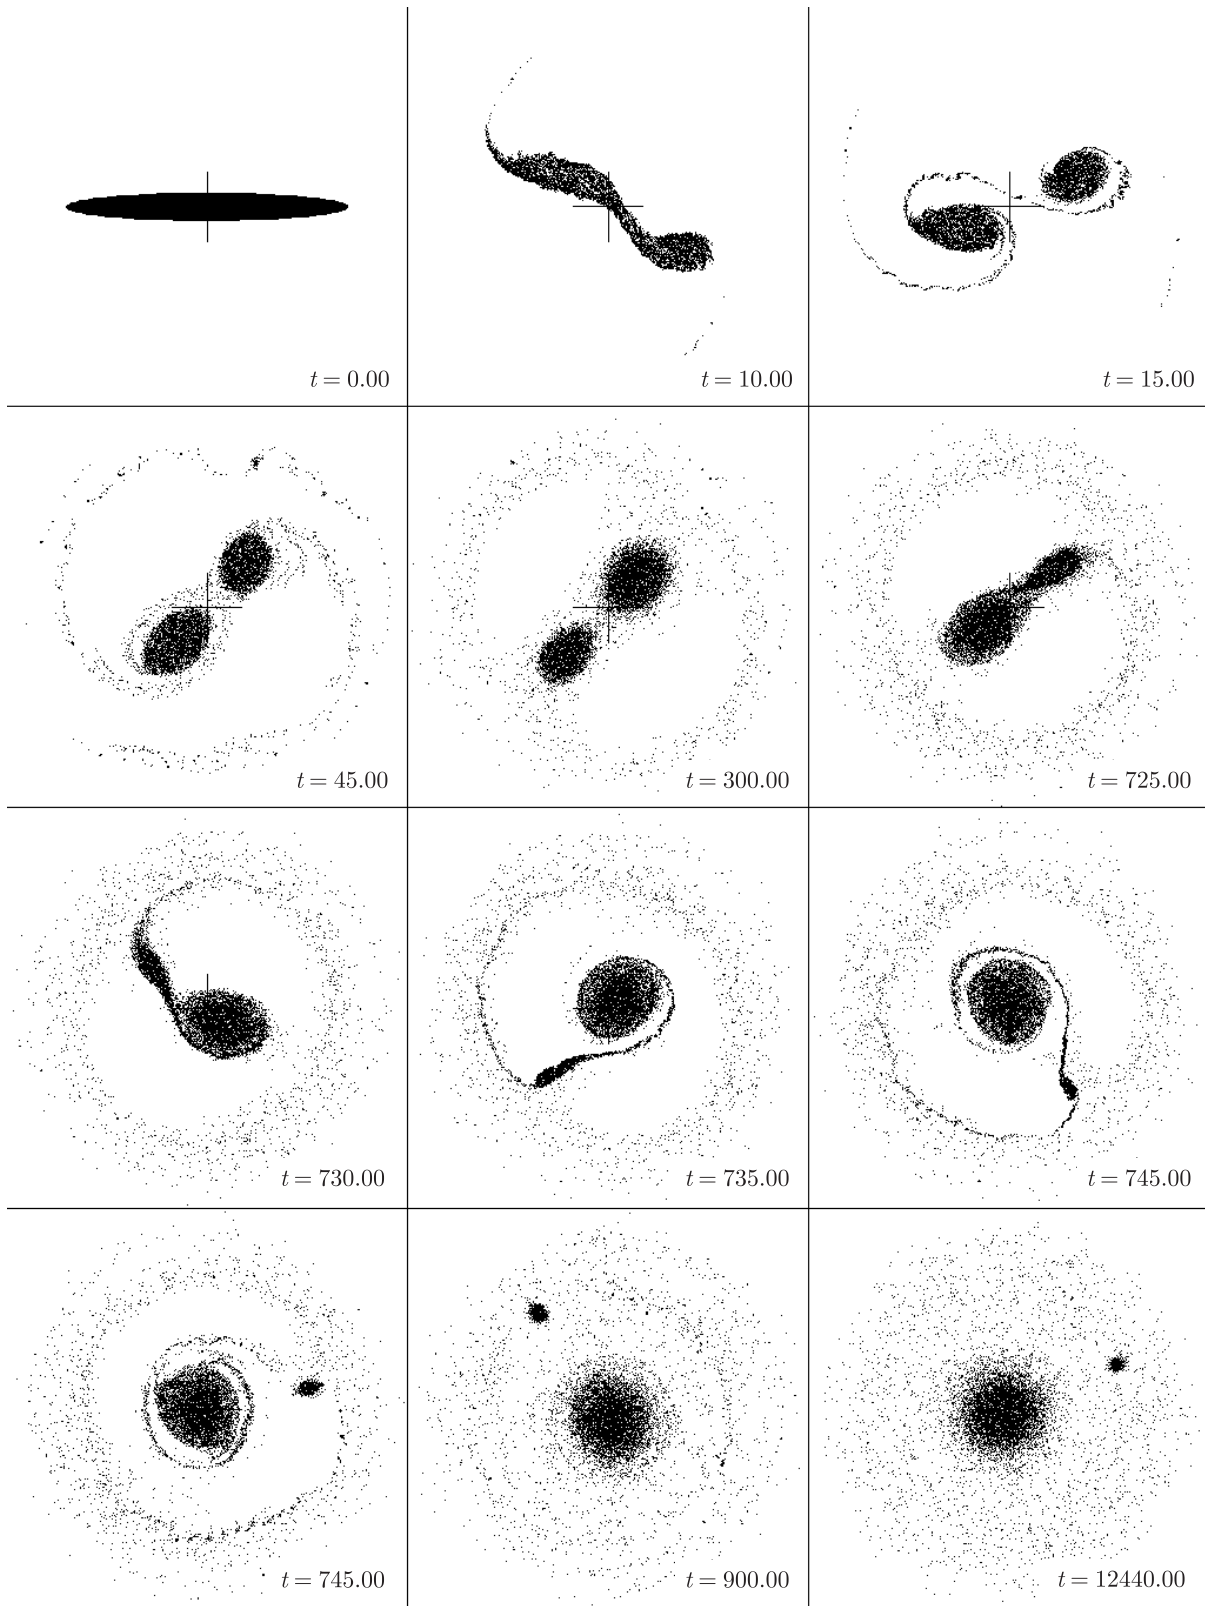 t = 0.00
t = 10.00
t = 15.00
t = 45.00
t = 300.00
t = 725.00
t = 730.00
t = 735.00
t = 745.00
t = 745.00
t = 900.00
t = 12440.00